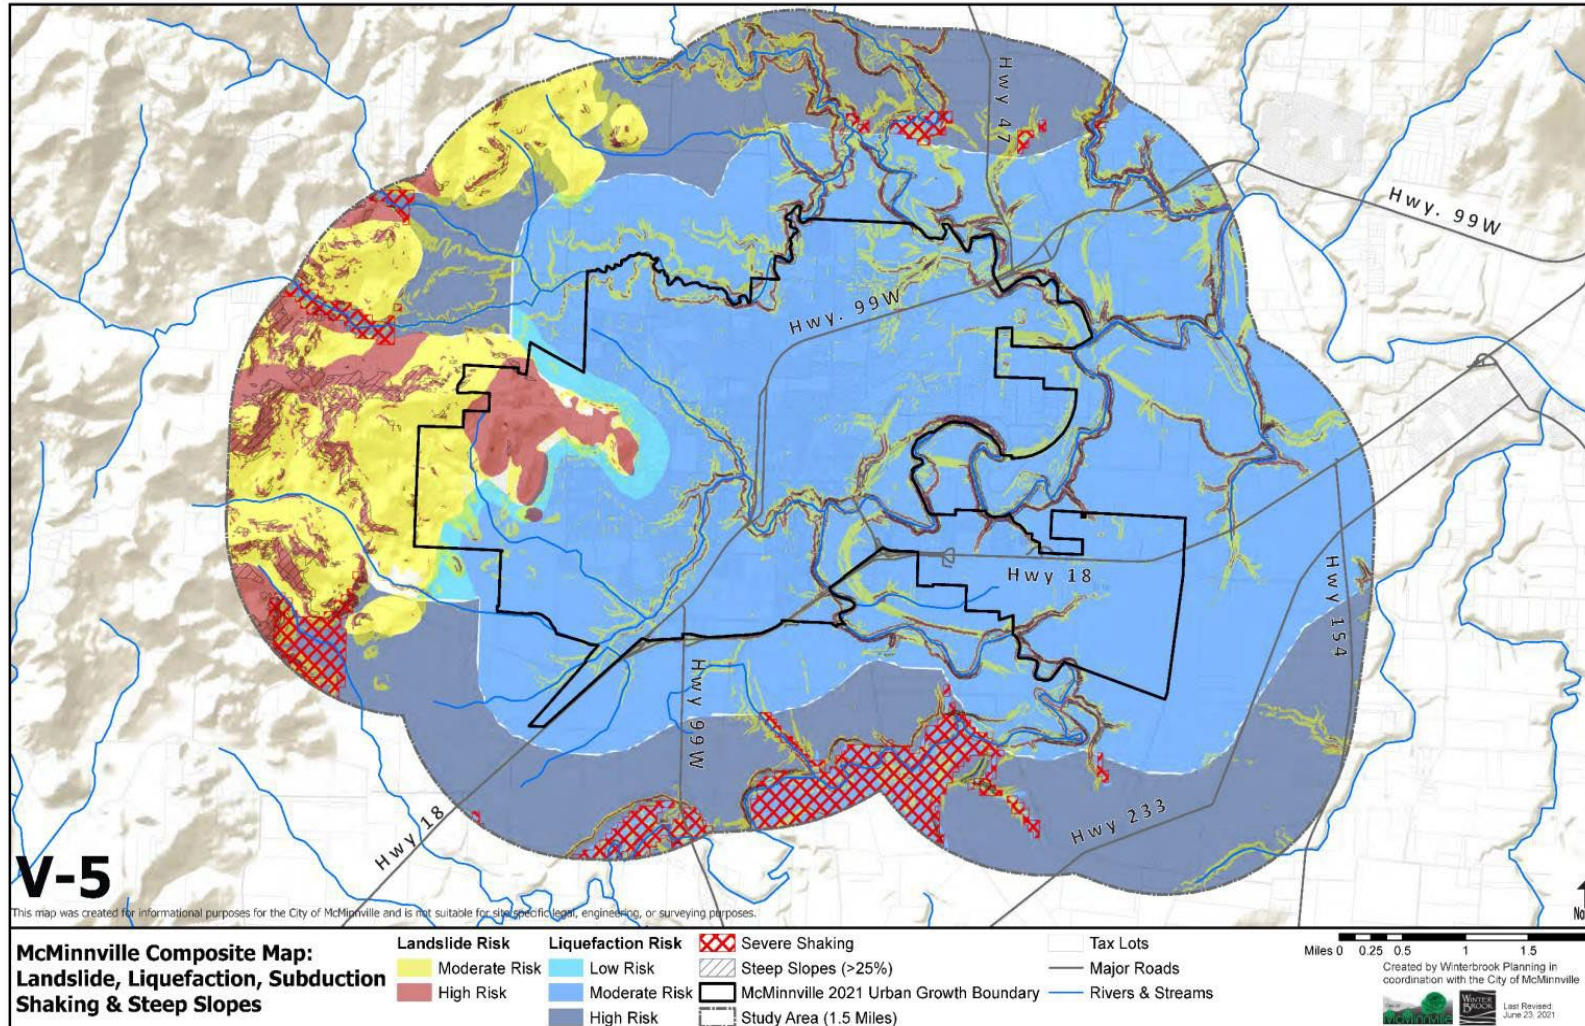 Hwy 47
Hwy. 99W
Hwy. 99W
Hwy 18
Hwy 154
Hwy 99W
Hwy 233
Hwy 18
V-5
This map was created for informational purposes for the City of McMinnville and is not suitable for site specific legal, engineering, or surveying purposes.
McMinnville Composite Map:
Landslide, Liquefaction, Subduction
Shaking & Steep Slopes
Landslide Risk
Moderate Risk
High Risk
Liquefaction Risk
Low Risk
Moderate Risk
High Risk
Severe Shaking
Steep Slopes (>25%)
McMinnville 2021 Urban Growth Boundary
Study Area (1.5 Miles)
Tax Lots
Major Roads
Rivers & Streams
Miles 0 0.25 0.5 1 1.5
Created by Winterbrook Planning in
coordination with the City of McMinnville
McMinnville
WINTER
BROOK
Last Revised:
June 23, 2021